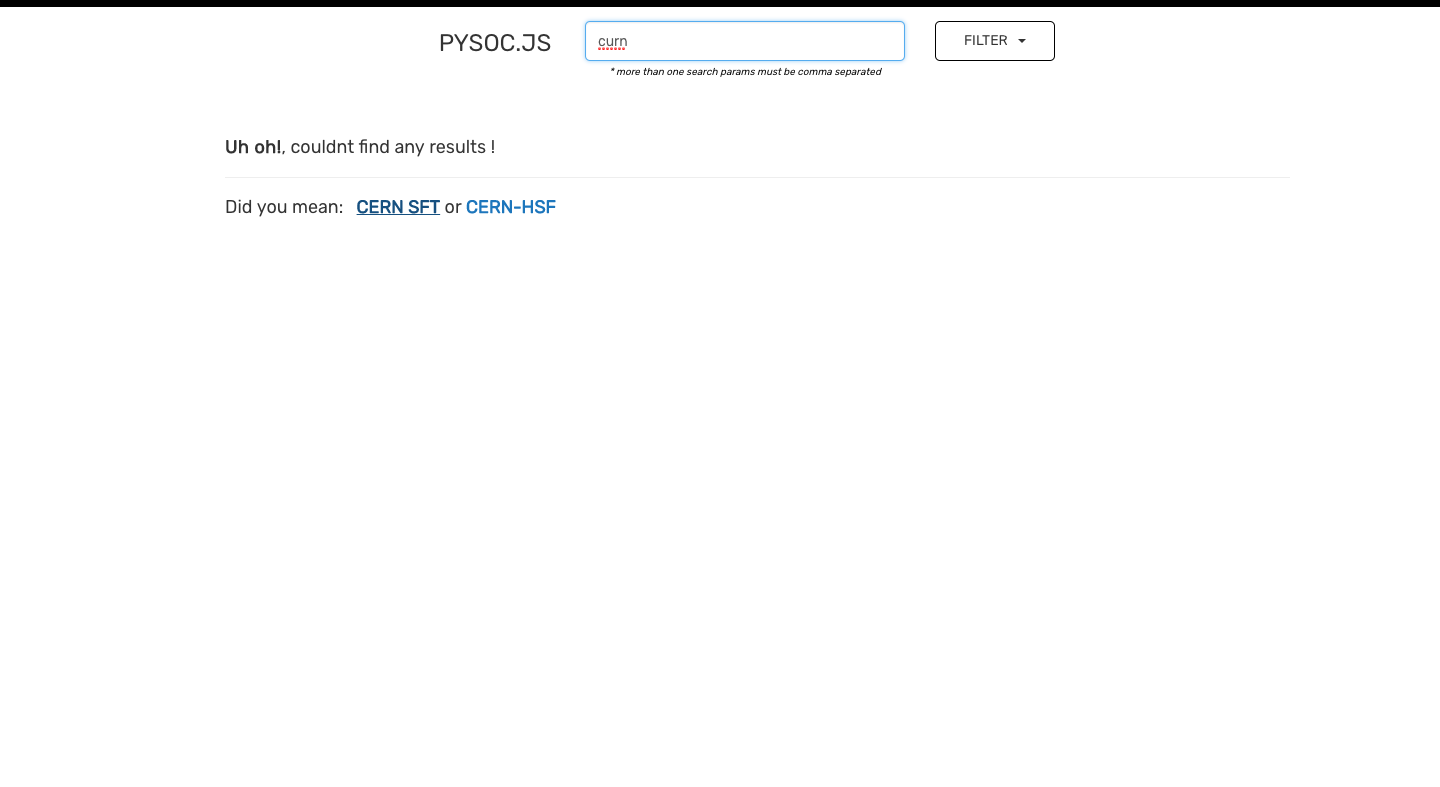 PYSOC.JS
curn
FILTER
* more than one search params must be comma separated
Uh oh!, couldnt find any results !
Did you mean: CERN SFT or CERN-HSF